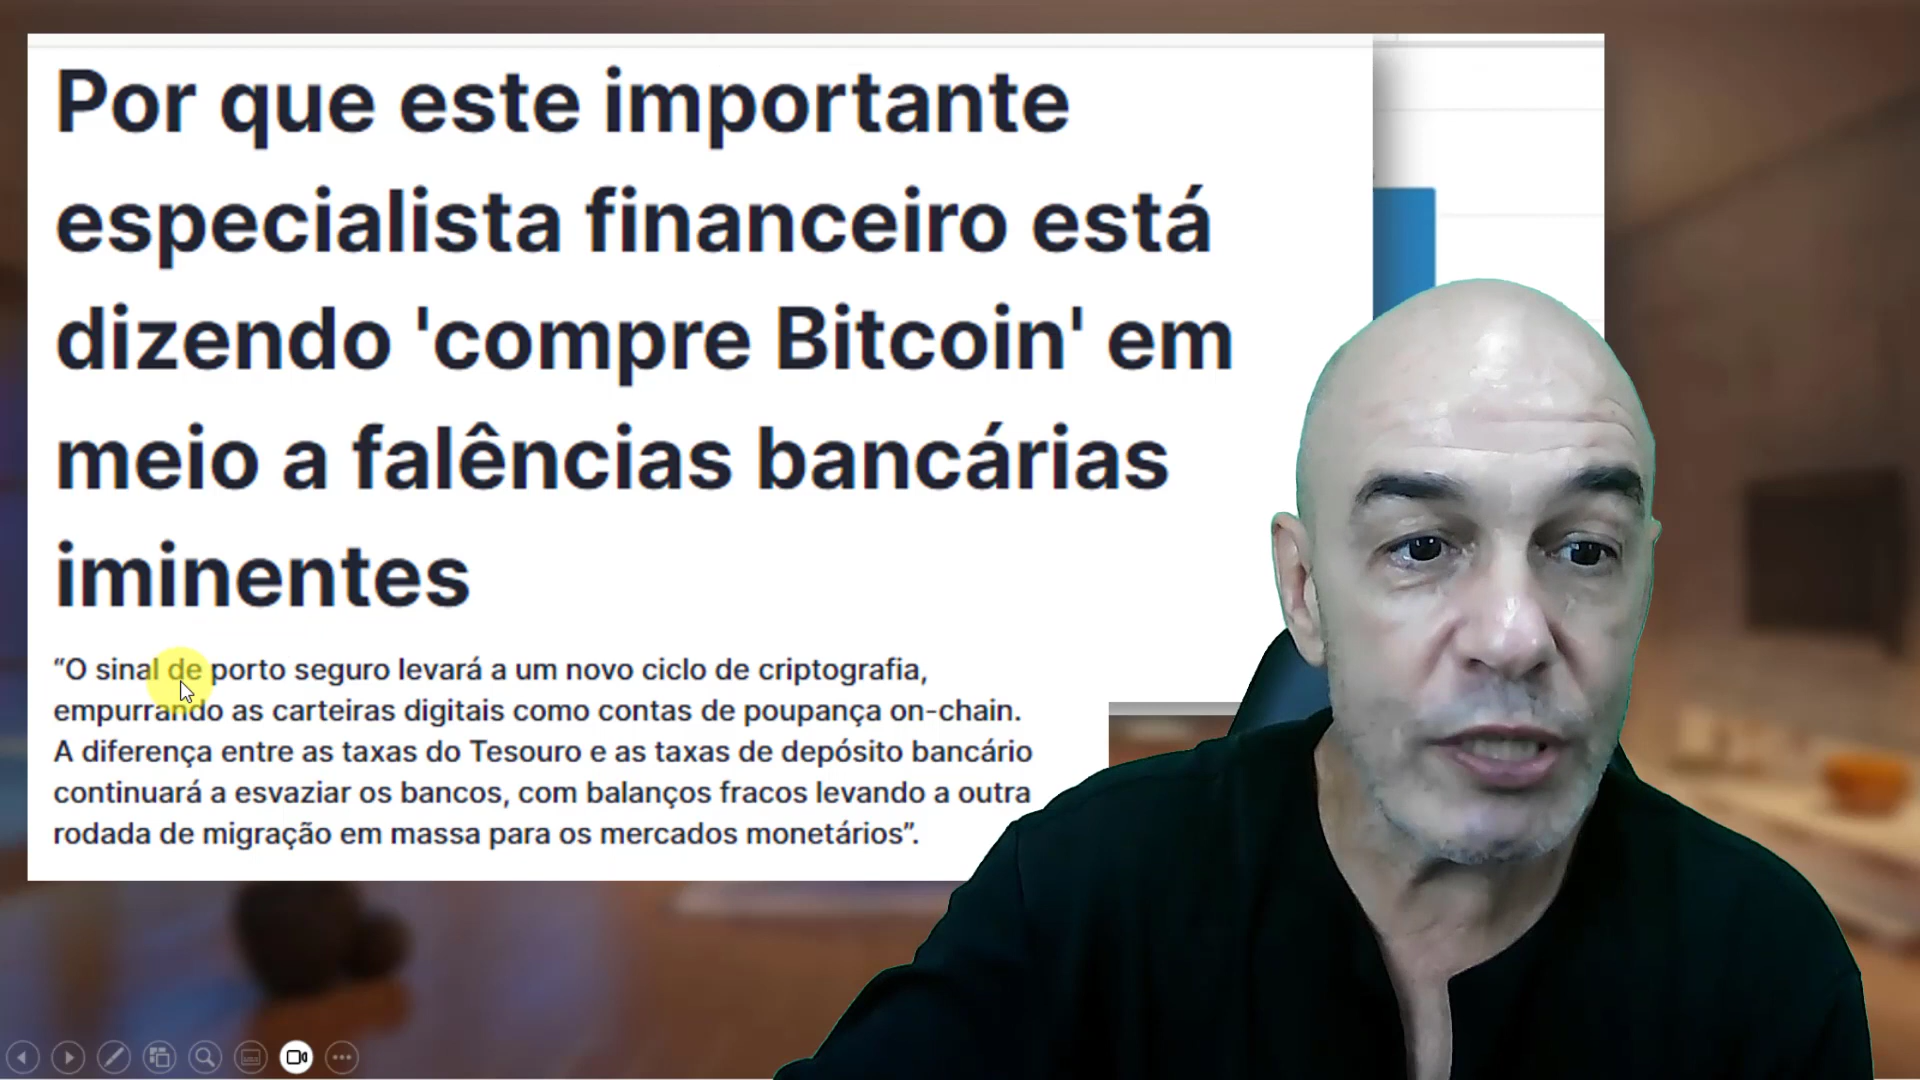 Por que este importante
especialista financeiro está
dizendo 'compre Bitcoin' em
meio a falências bancárias
iminentes
“O sinal de porto seguro levará a um novo ciclo de criptografia,
empurrando as carteiras digitais como contas de poupança on-chain.
A diferença entre as taxas do Tesouro e as taxas de depósito bancário
continuará a esvaziar os bancos, com balanços fracos levando a outra
rodada de migração em massa para os mercados monetários”.